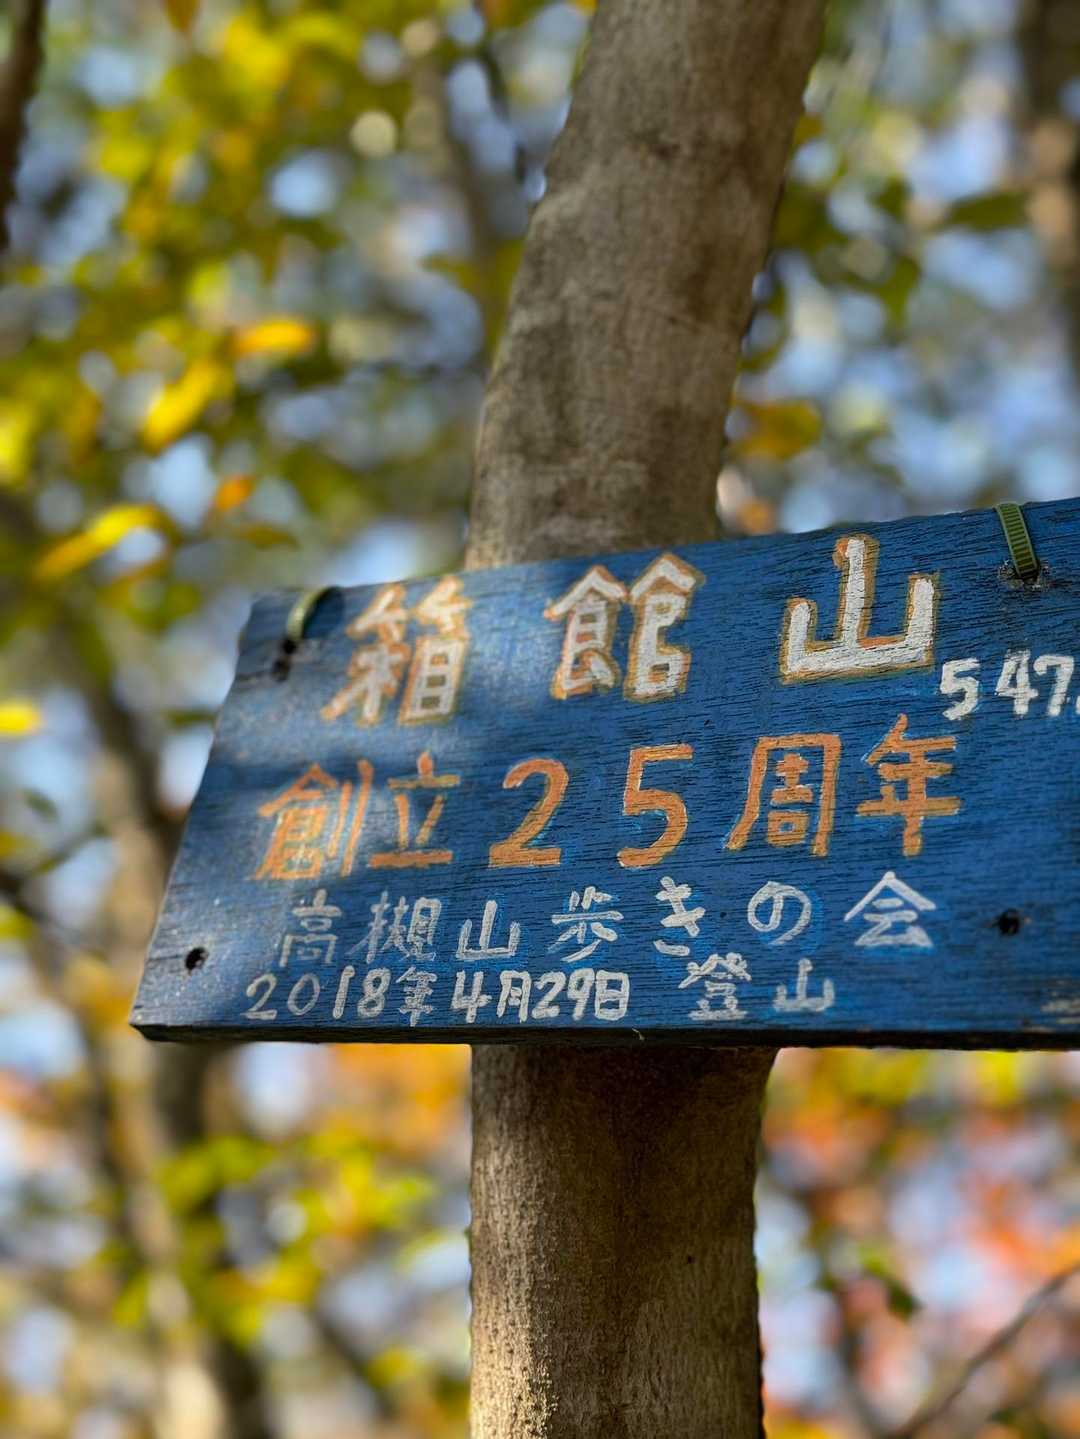 箱館山
547.
創立25周年
高槻山歩きの会
2018年4月29日 登山